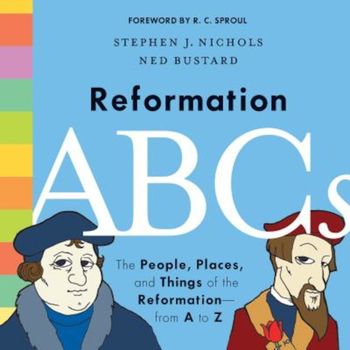 FOREWORD BY R. C. SPROUL
STEPHEN J. NICHOLS
NED BUSTARD
Reformation
ABCs
The People, Places,
and Things of the
Reformation—
from A to Z